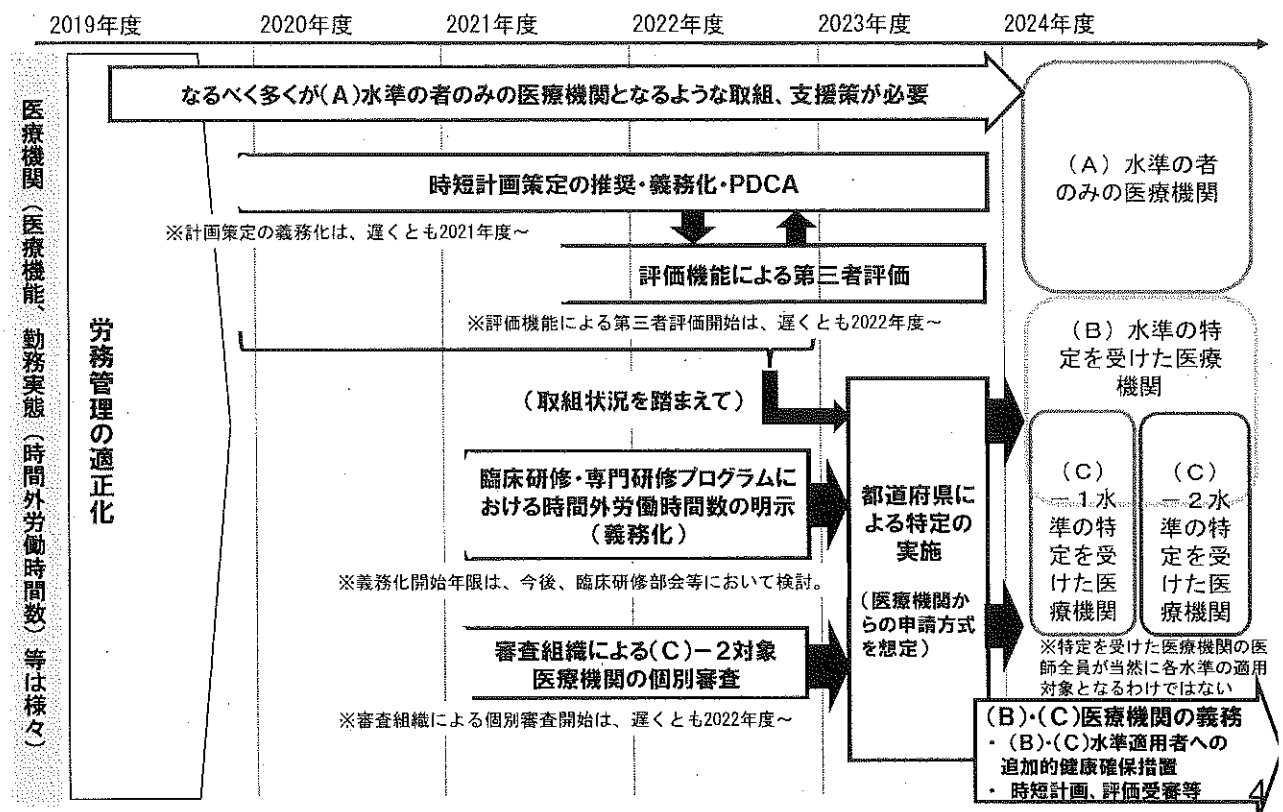 2019年度
2020年度
2021年度
2022年度
2023年度
2024年度
医療機関(医療機能、勤務実態(時間外労働時間数)等は様々)
労務管理の適正化
なるべく多くが(A)水準の者のみの医療機関となるような取組、支援策が必要
時短計画策定の推奨・義務化・PDCA
※計画策定の義務化は、遅くとも2021年度~
評価機能による第三者評価
※評価機能による第三者評価開始は、遅くとも2022年度~
(取組状況を踏まえて)
臨床研修・専門研修プログラムに
おける時間外労働時間数の明示
(義務化)
※義務化開始年限は、今後、臨床研修部会等において検討。
審査組織による(C)-2対象
医療機関の個別審査
※審査組織による個別審査開始は、遅くとも2022年度~
都道府県に
よる特定の
実施
(医療機関か
らの申請方式
を想定)
(A)水準の者
のみの医療機関
(B)水準の特
定を受けた医療
機関
(C)
-1水
準の特
定を受
けた医
療機関
(C)
-2水
準の特
定を受
けた医
療機関
※特定を受けた医療機関の医
師全員が当然に各水準の適用
対象となるわけではない
(B)・(C)医療機関の義務
・(B)・(C)水準適用者への
追加的健康確保措置
・時短計画、評価受審等
4